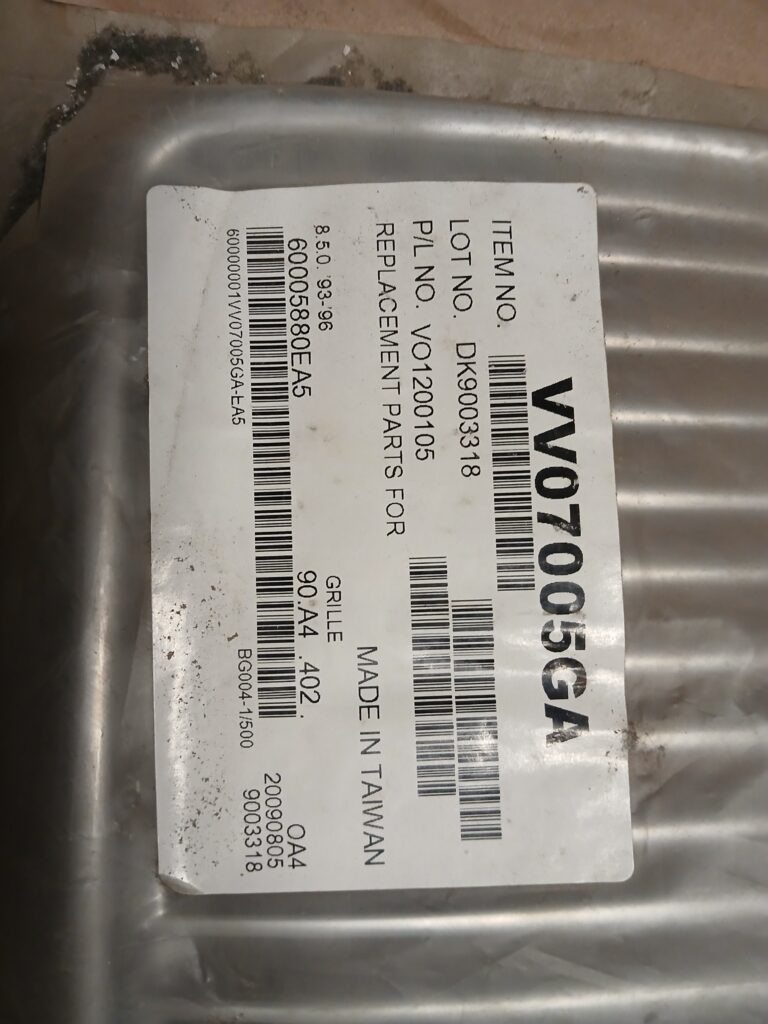 ITEM NO. VV07005GA
LOT NO. DK9003318
P/L NO. VO1200105
REPLACEMENT PARTS FOR
MADE IN TAIWAN
8.5.0. '93-'96 GRILLE
60005880EA5 90.A4 .402. OA4
20090805
60000001VV07005GA-EA5 BG004-1/500 9003318.